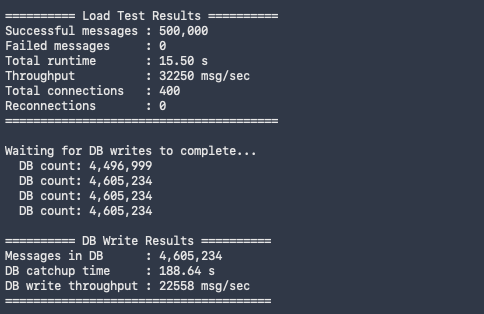 ========== Load Test Results ==========
Successful messages : 500,000
Failed messages     : 0
Total runtime       : 15.50 s
Throughput          : 32250 msg/sec
Total connections   : 400
Reconnections       : 0
=======================================
Waiting for DB writes to complete...
  DB count: 4,496,999
  DB count: 4,605,234
  DB count: 4,605,234
  DB count: 4,605,234
========== DB Write Results ==========
Messages in DB      : 4,605,234
DB catchup time     : 188.64 s
DB write throughput : 22558 msg/sec
======================================